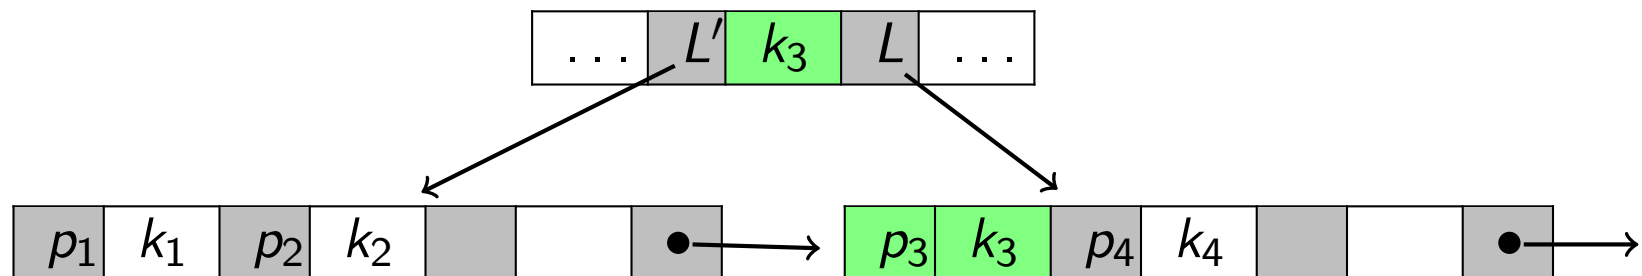 ... L′ k₃ L ...
p₁ k₁ p₂ k₂ p₃ k₃ p₄ k₄